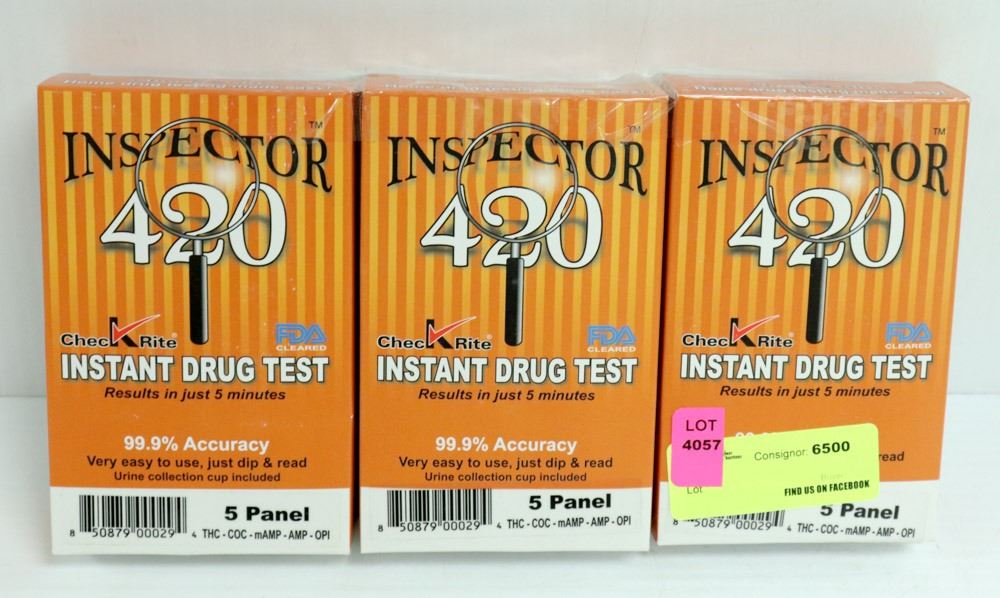 INSPECTOR TM
420
CheckRite®
FDA
CLEARED
INSTANT DRUG TEST
Results in just 5 minutes
99.9% Accuracy
Very easy to use, just dip & read
Urine collection cup included
5 Panel
8 50879 00029 4
THC - COC - mAMP - AMP - OPI
INSPECTOR TM
420
CheckRite®
FDA
CLEARED
INSTANT DRUG TEST
Results in just 5 minutes
99.9% Accuracy
Very easy to use, just dip & read
Urine collection cup included
5 Panel
8 50879 00029 4
THC - COC - mAMP - AMP - OPI
INSPECTOR TM
420
CheckRite®
FDA
CLEARED
INSTANT DRUG TEST
Results in just 5 minutes
LOT
4057
Consignor: 6500
Lot
FIND US ON FACEBOOK
read
5 Panel
8 50879 00029 4
THC - COC - mAMP - AMP - OPI